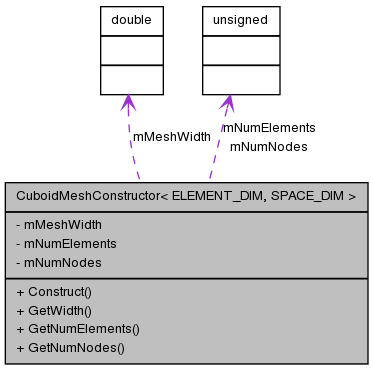 double
unsigned
mMeshWidth
mNumElements
mNumNodes
CuboidMeshConstructor< ELEMENT_DIM, SPACE_DIM >
- mMeshWidth
- mNumElements
- mNumNodes
+ Construct()
+ GetWidth()
+ GetNumElements()
+ GetNumNodes()